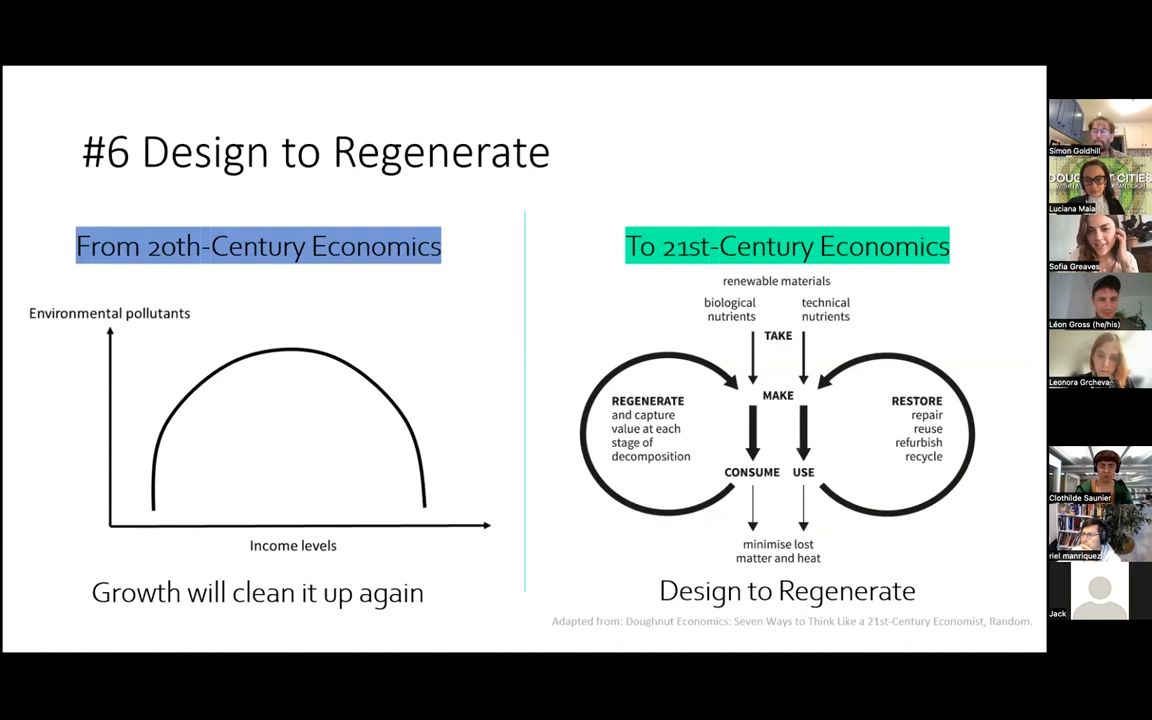 #6 Design to Regenerate
From 20th-Century Economics
Environmental pollutants
Income levels
Growth will clean it up again
To 21st-Century Economics
renewable materials
biological
nutrients
technical
nutrients
TAKE
MAKE
REGENERATE
and capture
value at each
stage of
decomposition
RESTORE
repair
reuse
refurbish
recycle
CONSUME
USE
minimise lost
matter and heat
Design to Regenerate
Adapted from: Doughnut Economics: Seven Ways to Think Like a 21st-Century Economist, Random.
Simon Goldhill
CITIES
Luciana Maia
Sofia Greaves
Léon Gross (he/his)
Leonora Grcheva
Clothilde Saunier
riel manriquez
Jack